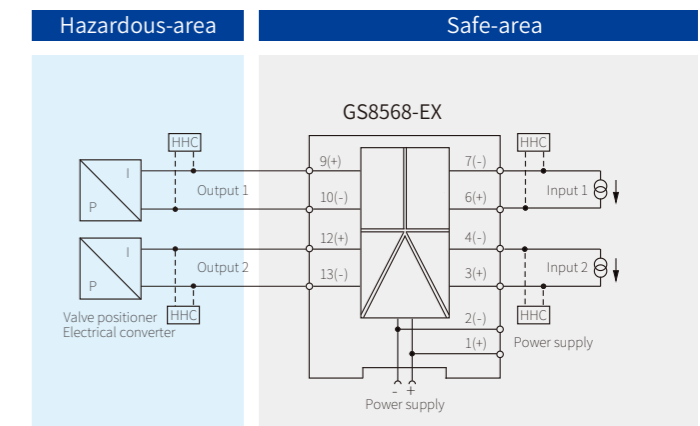 Hazardous-area
Safe-area
GS8568-EX
HHC
HHC
I
P
Output 1
9(+)
10(-)
7(-)
6(+)
Input 1
I
P
Output 2
12(+)
13(-)
4(-)
3(+)
Input 2
Valve positioner
Electrical converter
HHC
HHC
2(-)
1(+)
Power supply
- +
Power supply